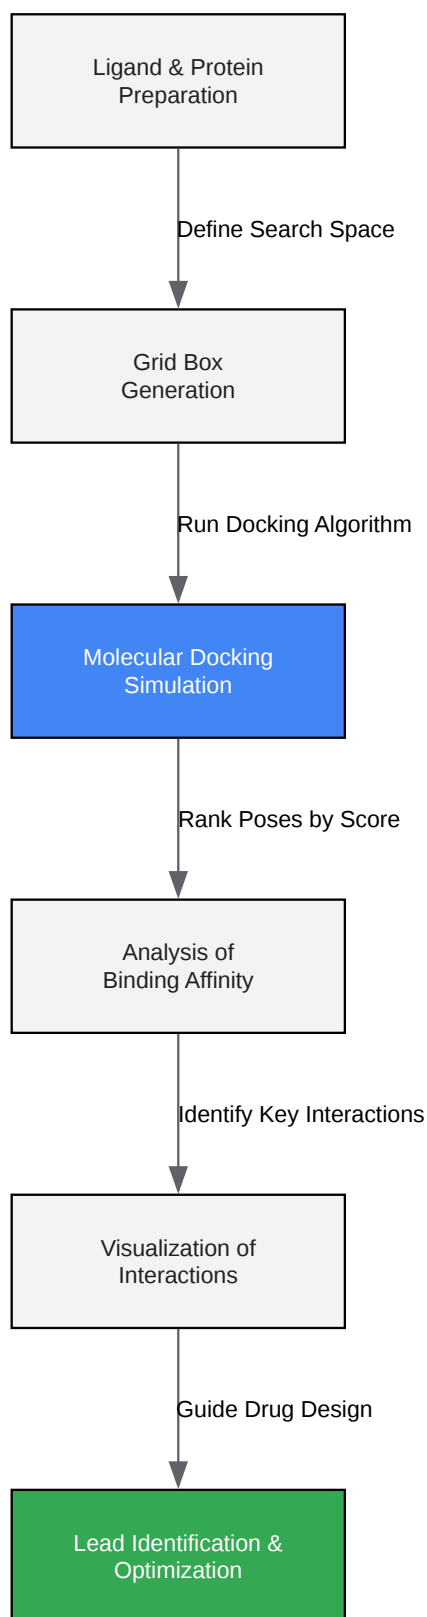 Ligand & Protein
Preparation
Define Search Space
Grid Box
Generation
Run Docking Algorithm
Molecular Docking
Simulation
Rank Poses by Score
Analysis of
Binding Affinity
Identify Key Interactions
Visualization of
Interactions
Guide Drug Design
Lead Identification &
Optimization